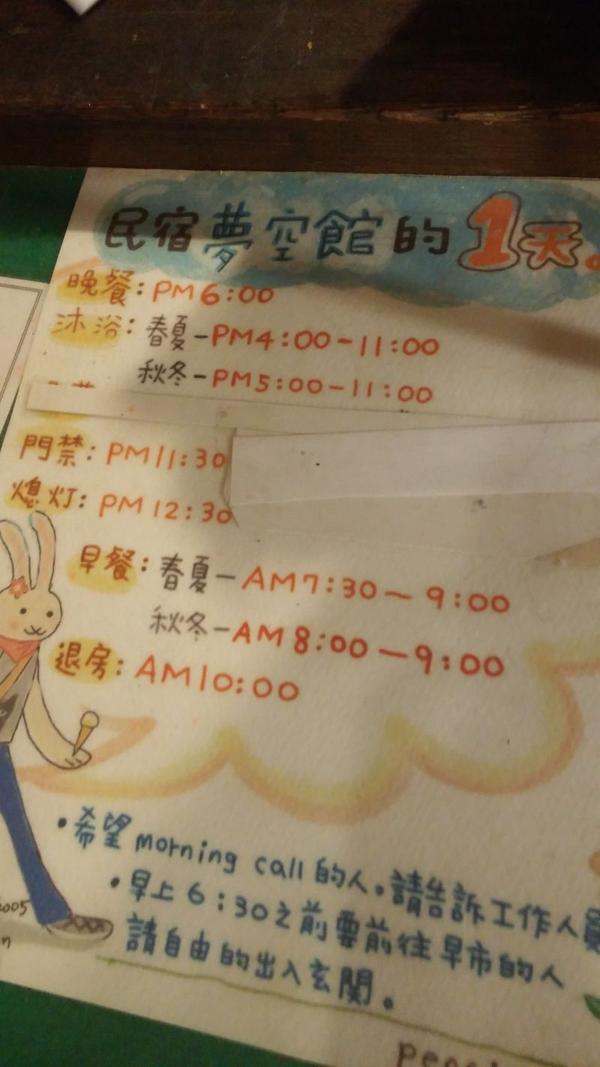 民宿夢空館的1天。
晚餐：PM6:00
沐浴：春夏-PM4:00-11:00
秋冬-PM5:00-11:00
門禁：PM11:30
熄灯：PM12:30
早餐：春夏-AM7:30~9:00
秋冬-AM8:00-9:00
退房：AM10:00
•希望morning call的人。請告訴工作人員
•早上6:30之前要前往早市的人
請自由的出入玄関。
2005